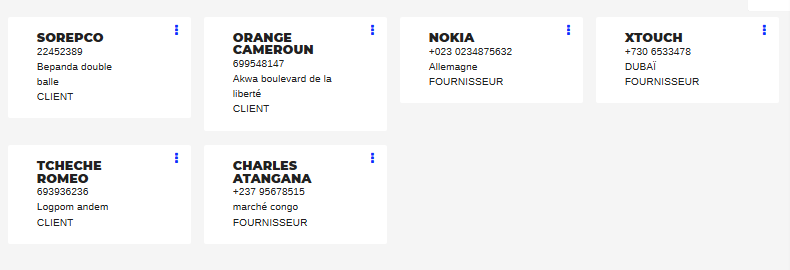 SOREPCO
22452389
Bepanda double
balle
CLIENT
ORANGE
CAMEROUN
699548147
Akwa boulevard de la
liberté
CLIENT
NOKIA
+023 0234875632
Allemagne
FOURNISSEUR
XTOUCH
+730 6533478
DUBAÏ
FOURNISSEUR
TCHECHE
ROMEO
693936236
Logpom andem
CLIENT
CHARLES
ATANGANA
+237 95678515
marché congo
FOURNISSEUR